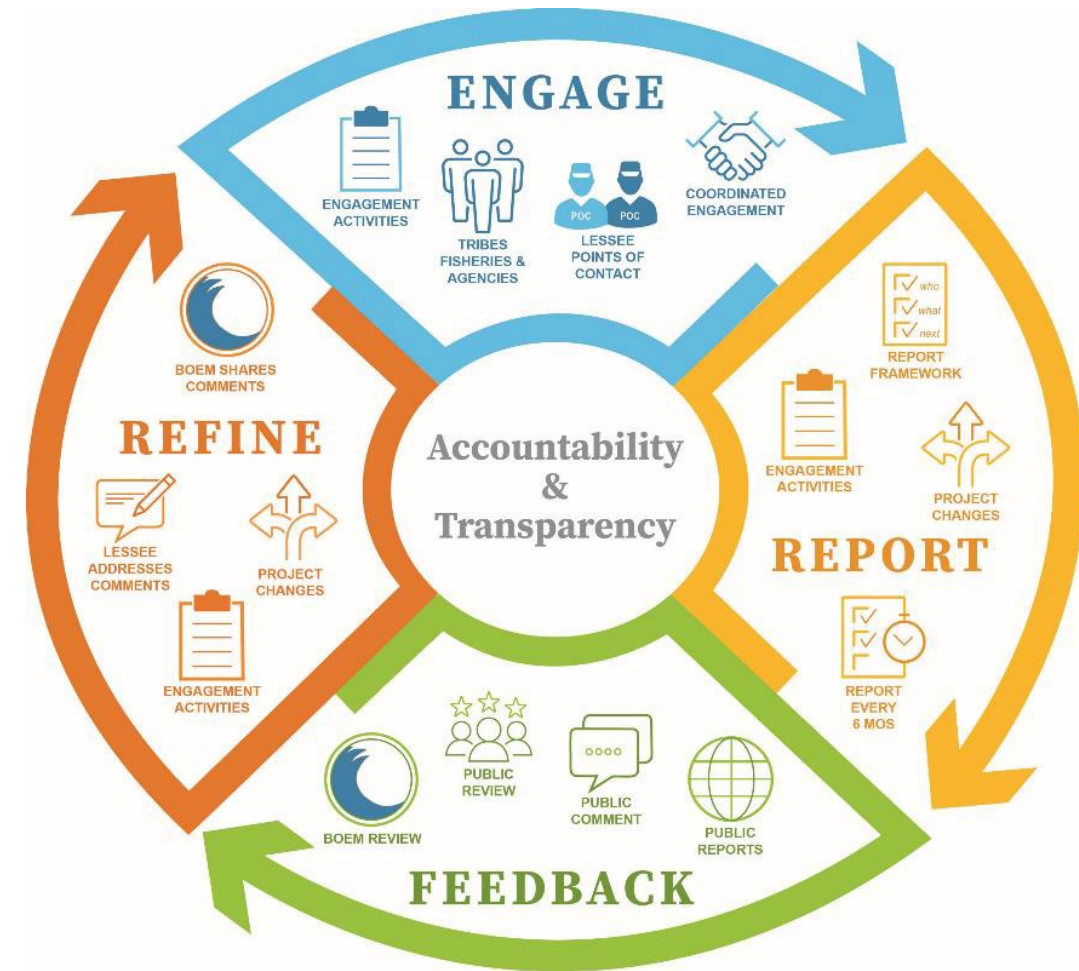 ENGAGE
ENGAGEMENT
ACTIVITIES
TRIBES
FISHERIES &
AGENCIES
POC
POC
LESSEE
POINTS OF
CONTACT
COORDINATED
ENGAGEMENT
who
what
next
REPORT
FRAMEWORK
ENGAGEMENT
ACTIVITIES
PROJECT
CHANGES
REPORT
REPORT
EVERY
6 MOS
PUBLIC
REPORTS
PUBLIC
COMMENT
PUBLIC
REVIEW
BOEM REVIEW
FEEDBACK
BOEM SHARES
COMMENTS
REFINE
LESSEE
ADDRESSES
COMMENTS
PROJECT
CHANGES
ENGAGEMENT
ACTIVITIES
Accountability
&
Transparency